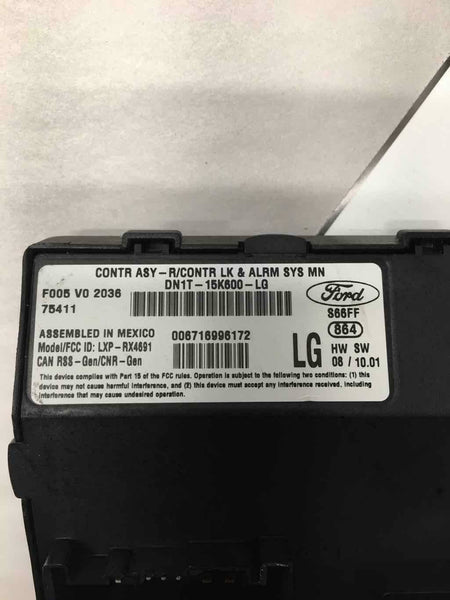 CONTR ASY-R/CONTR LK & ALRM SYS MN
DN1T-15K600-LG
F005 V0 2036
75411
Ford
S66FF
864
ASSEMBLED IN MEXICO
Model/FCC ID: LXP-RX4691
CAN RSS-Gen/CNR-Gen
006716996172
LG
HW SW
08 / 10.01
This device complies with Part 15 of the FCC rules. Operation is subject to the following two conditions: (1) this
device may not cause harmful interference, and (2) this device must accept any interference received, including
interference that may cause undesired operation.